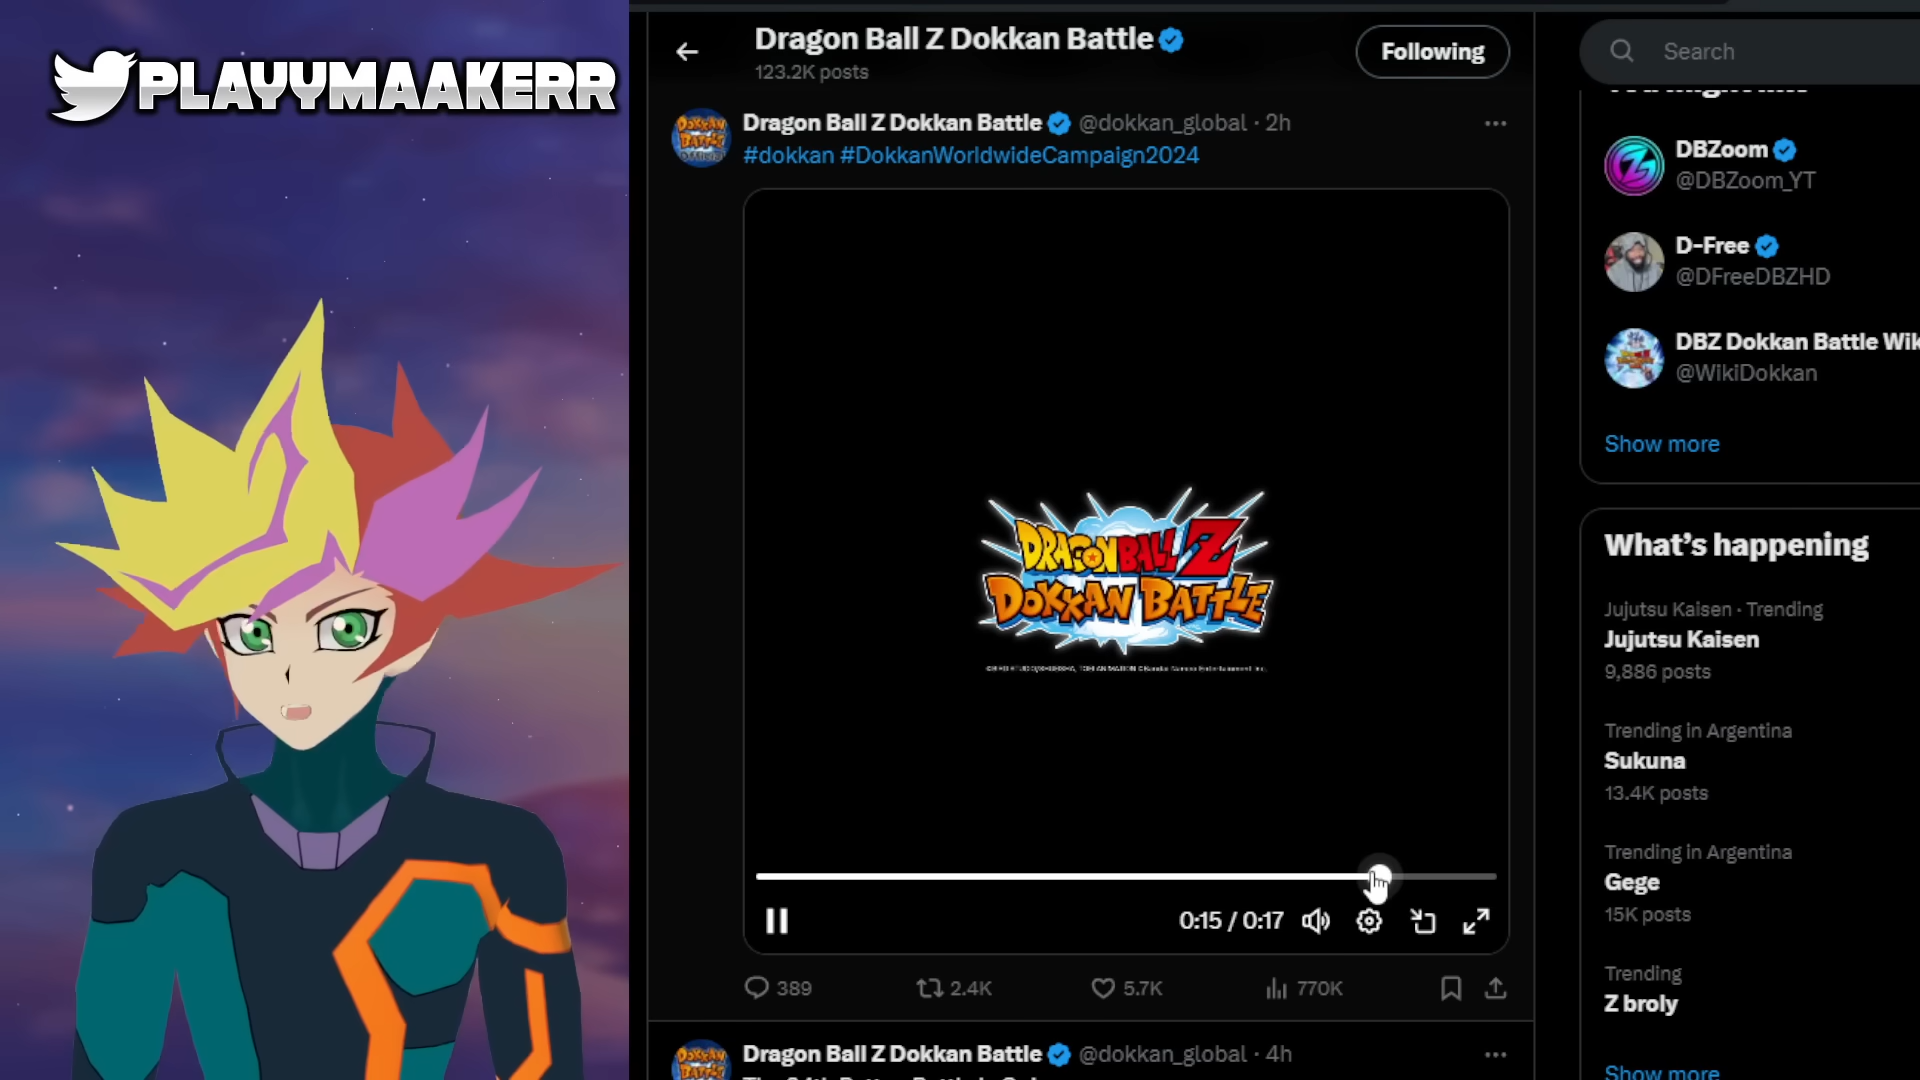 PLAYYMAAKERR
Dragon Ball Z Dokkan Battle
123.2K posts
Following
Search
Dragon Ball Z Dokkan Battle @dokkan_global · 2h
#dokkan #DokkanWorldwideCampaign2024
DRAGON BALL Z
DOKKAN BATTLE
0:15 / 0:17
389
2.4K
5.7K
770K
Dragon Ball Z Dokkan Battle @dokkan_global · 4h
DBZoom
@DBZoom_YT
D-Free
@DFreeDBZHD
DBZ Dokkan Battle Wik
@WikiDokkan
Show more
What's happening
Jujutsu Kaisen · Trending
Jujutsu Kaisen
9,886 posts
Trending in Argentina
Sukuna
13.4K posts
Trending in Argentina
Gege
15K posts
Trending
Z broly
Show more